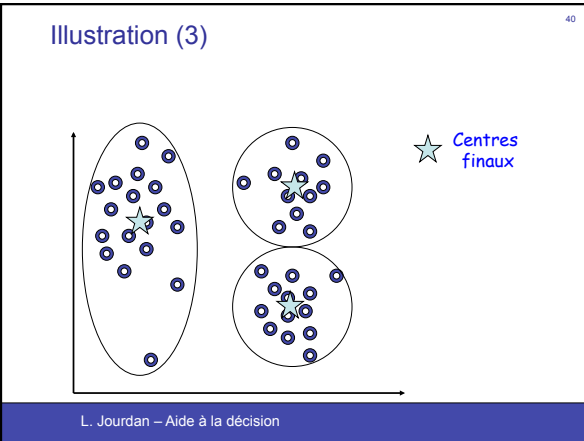 40
Illustration (3)
Centres
finaux
L. Jourdan – Aide à la décision